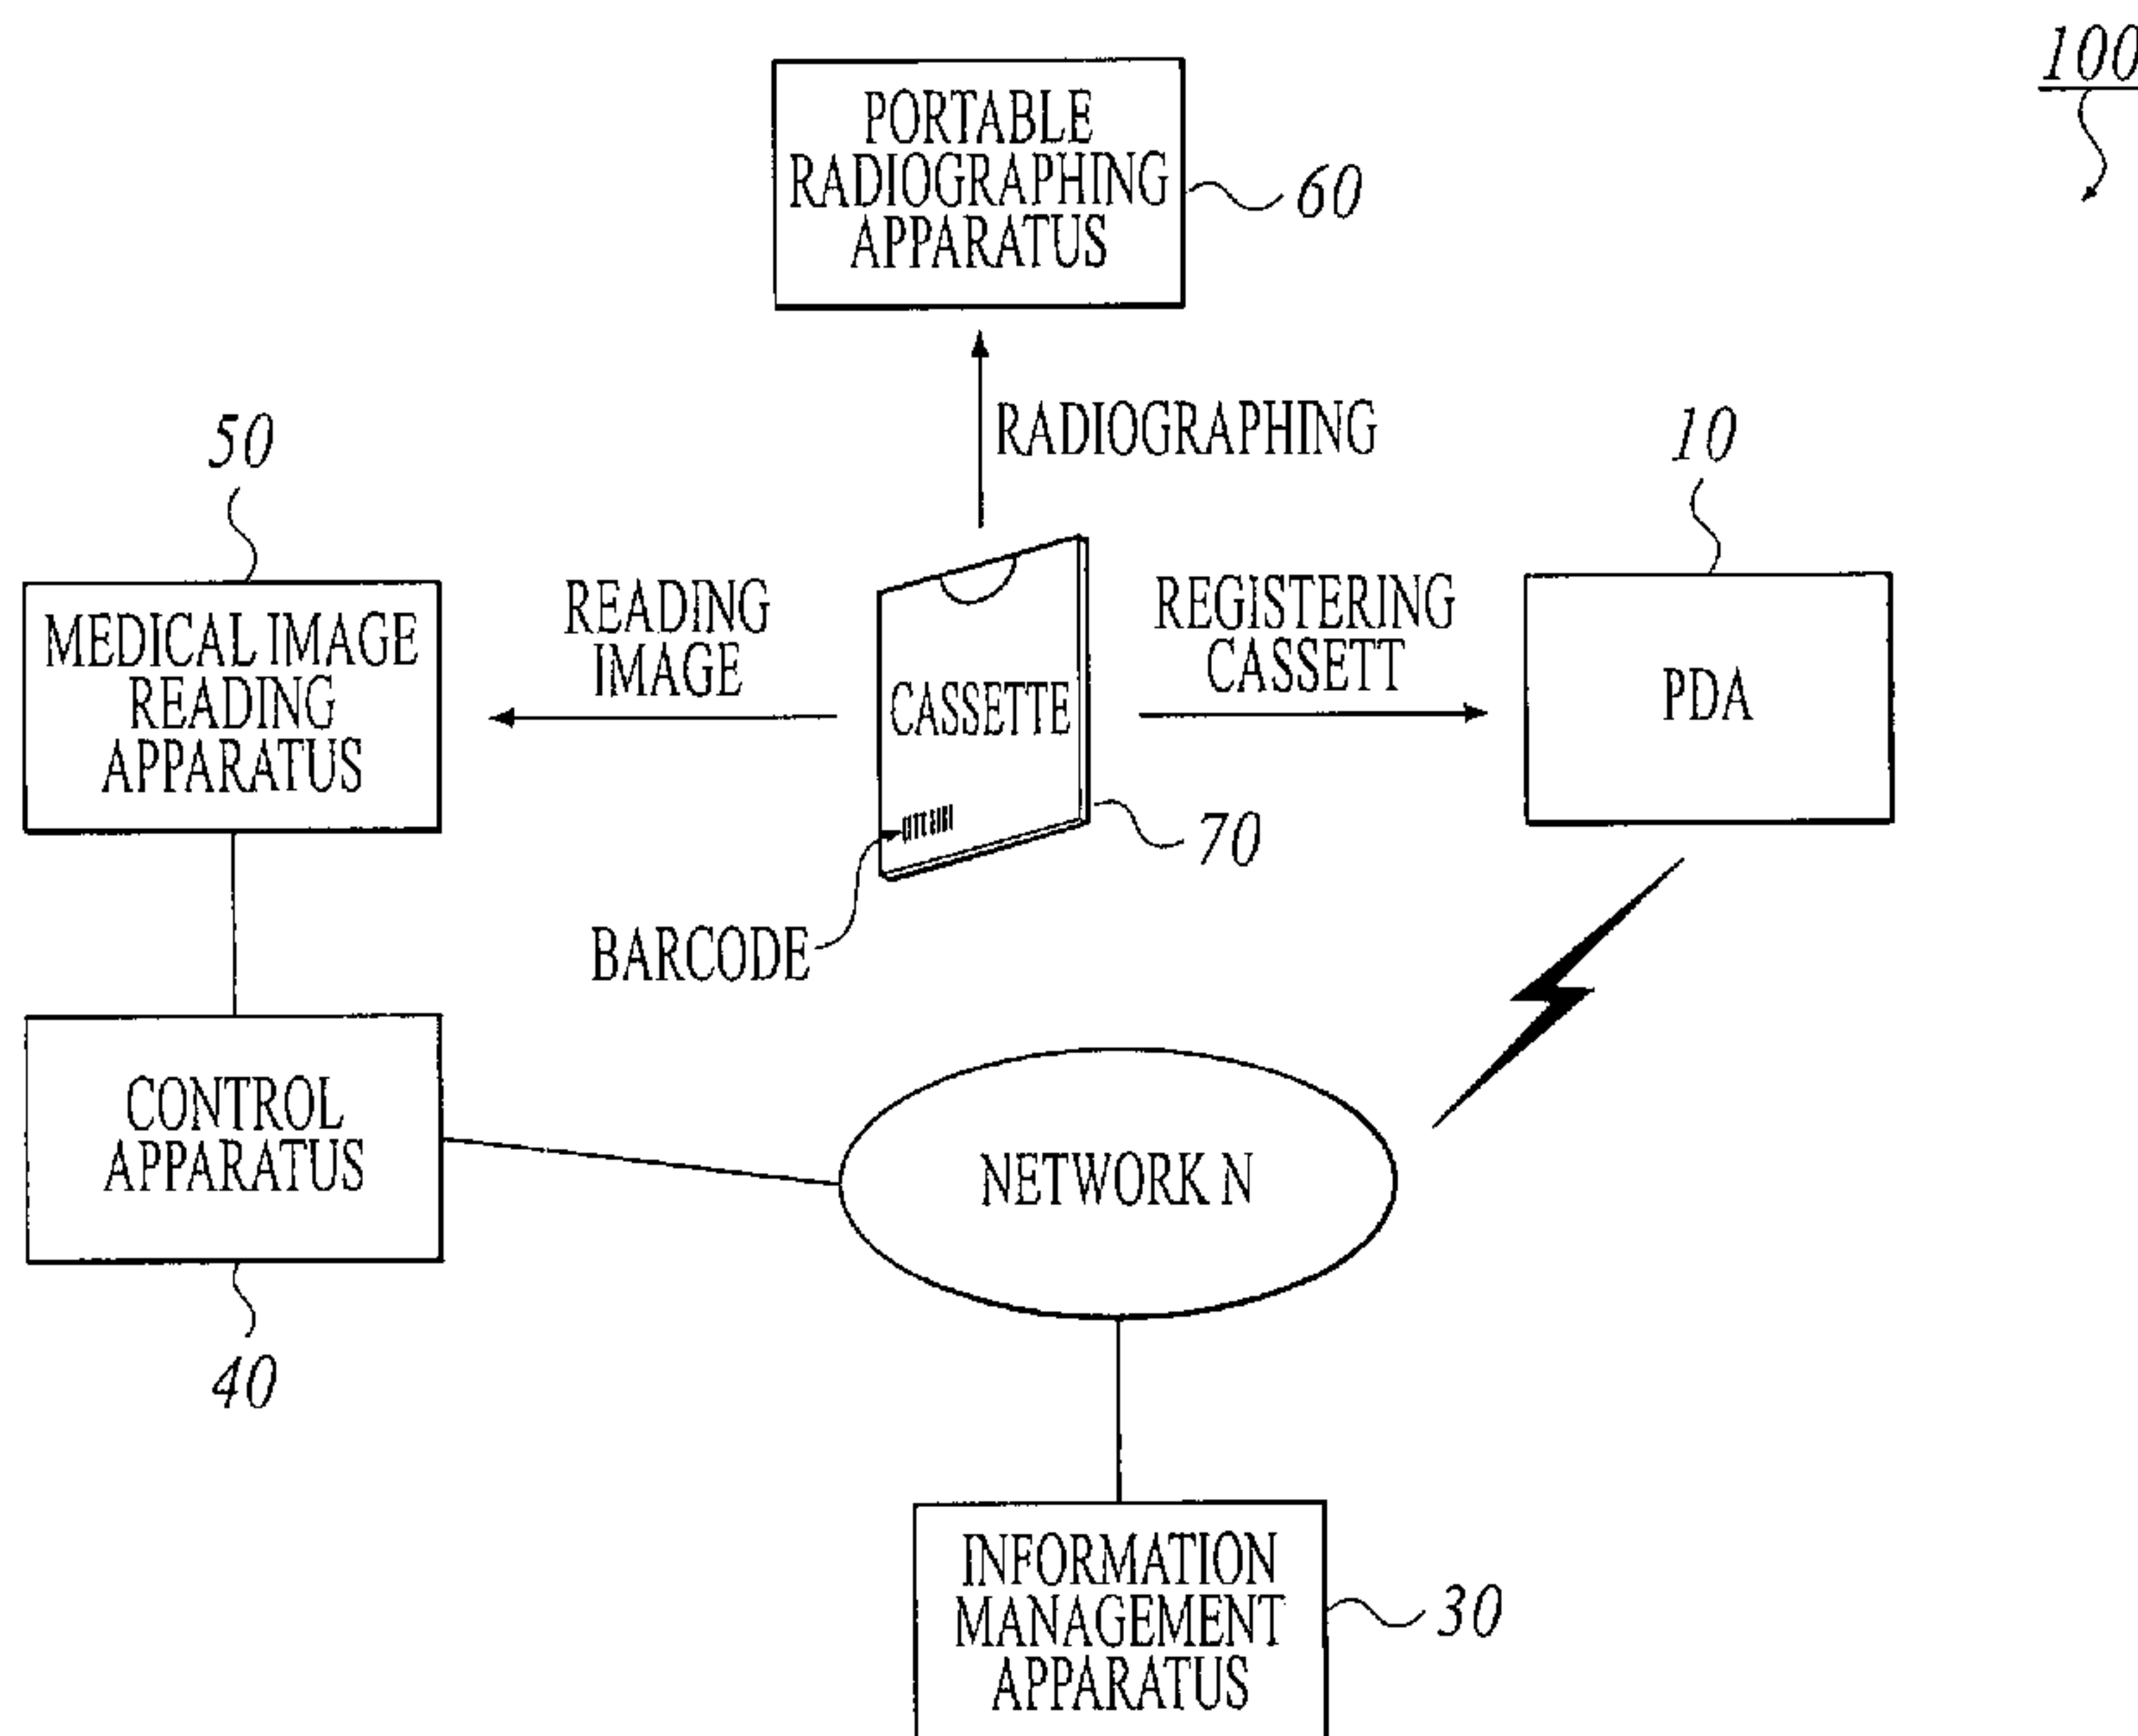 100
PORTABLE
RADIOGRAPHING
APPARATUS
60
RADIOGRAPHING
50
10
MEDICAL IMAGE
READING
APPARATUS
READING
IMAGE
CASSETTE
REGISTERING
CASSETT
PDA
70
BARCODE
CONTROL
APPARATUS
NETWORK N
40
INFORMATION
MANAGEMENT
APPARATUS
30